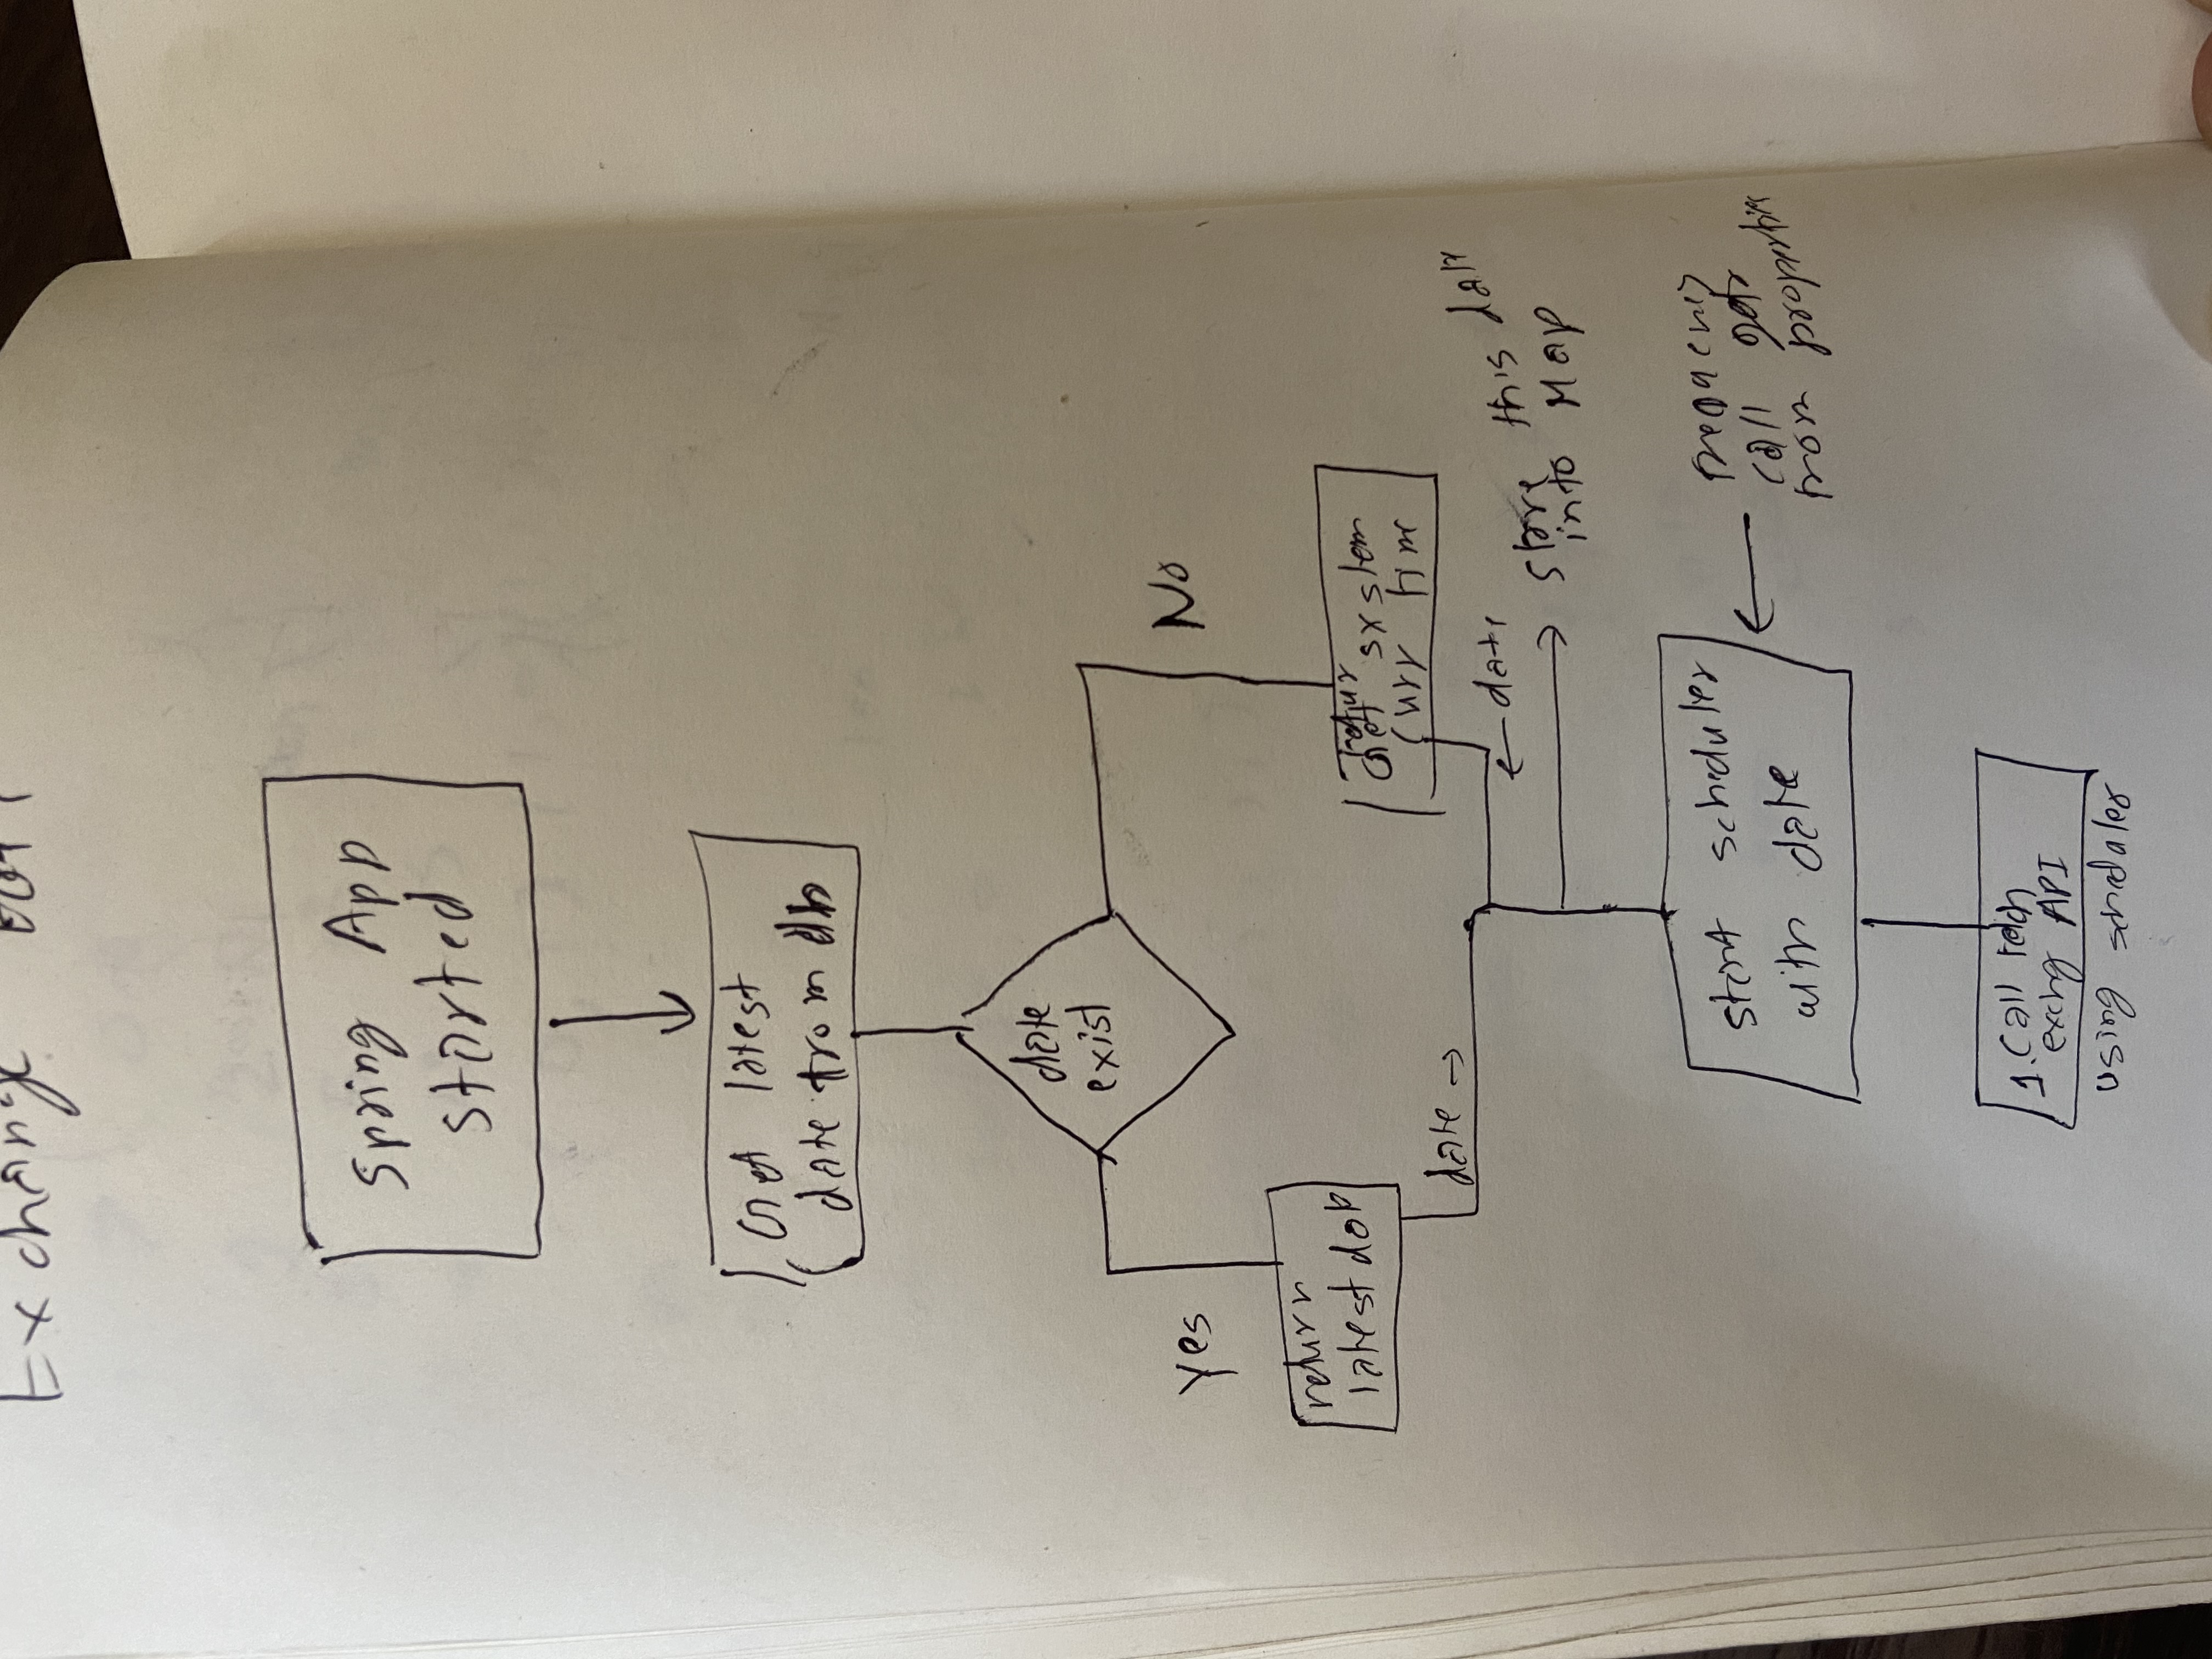 Exchange
Spring App
started
Get latest
date from db
date
exist
Yes
No
return
latest date
Get system
curr time
date →
← date
store this date
into Map
start scheduler
with date
frequency
call gets
from properties
1. Call fetch
exchg API
using scheduler